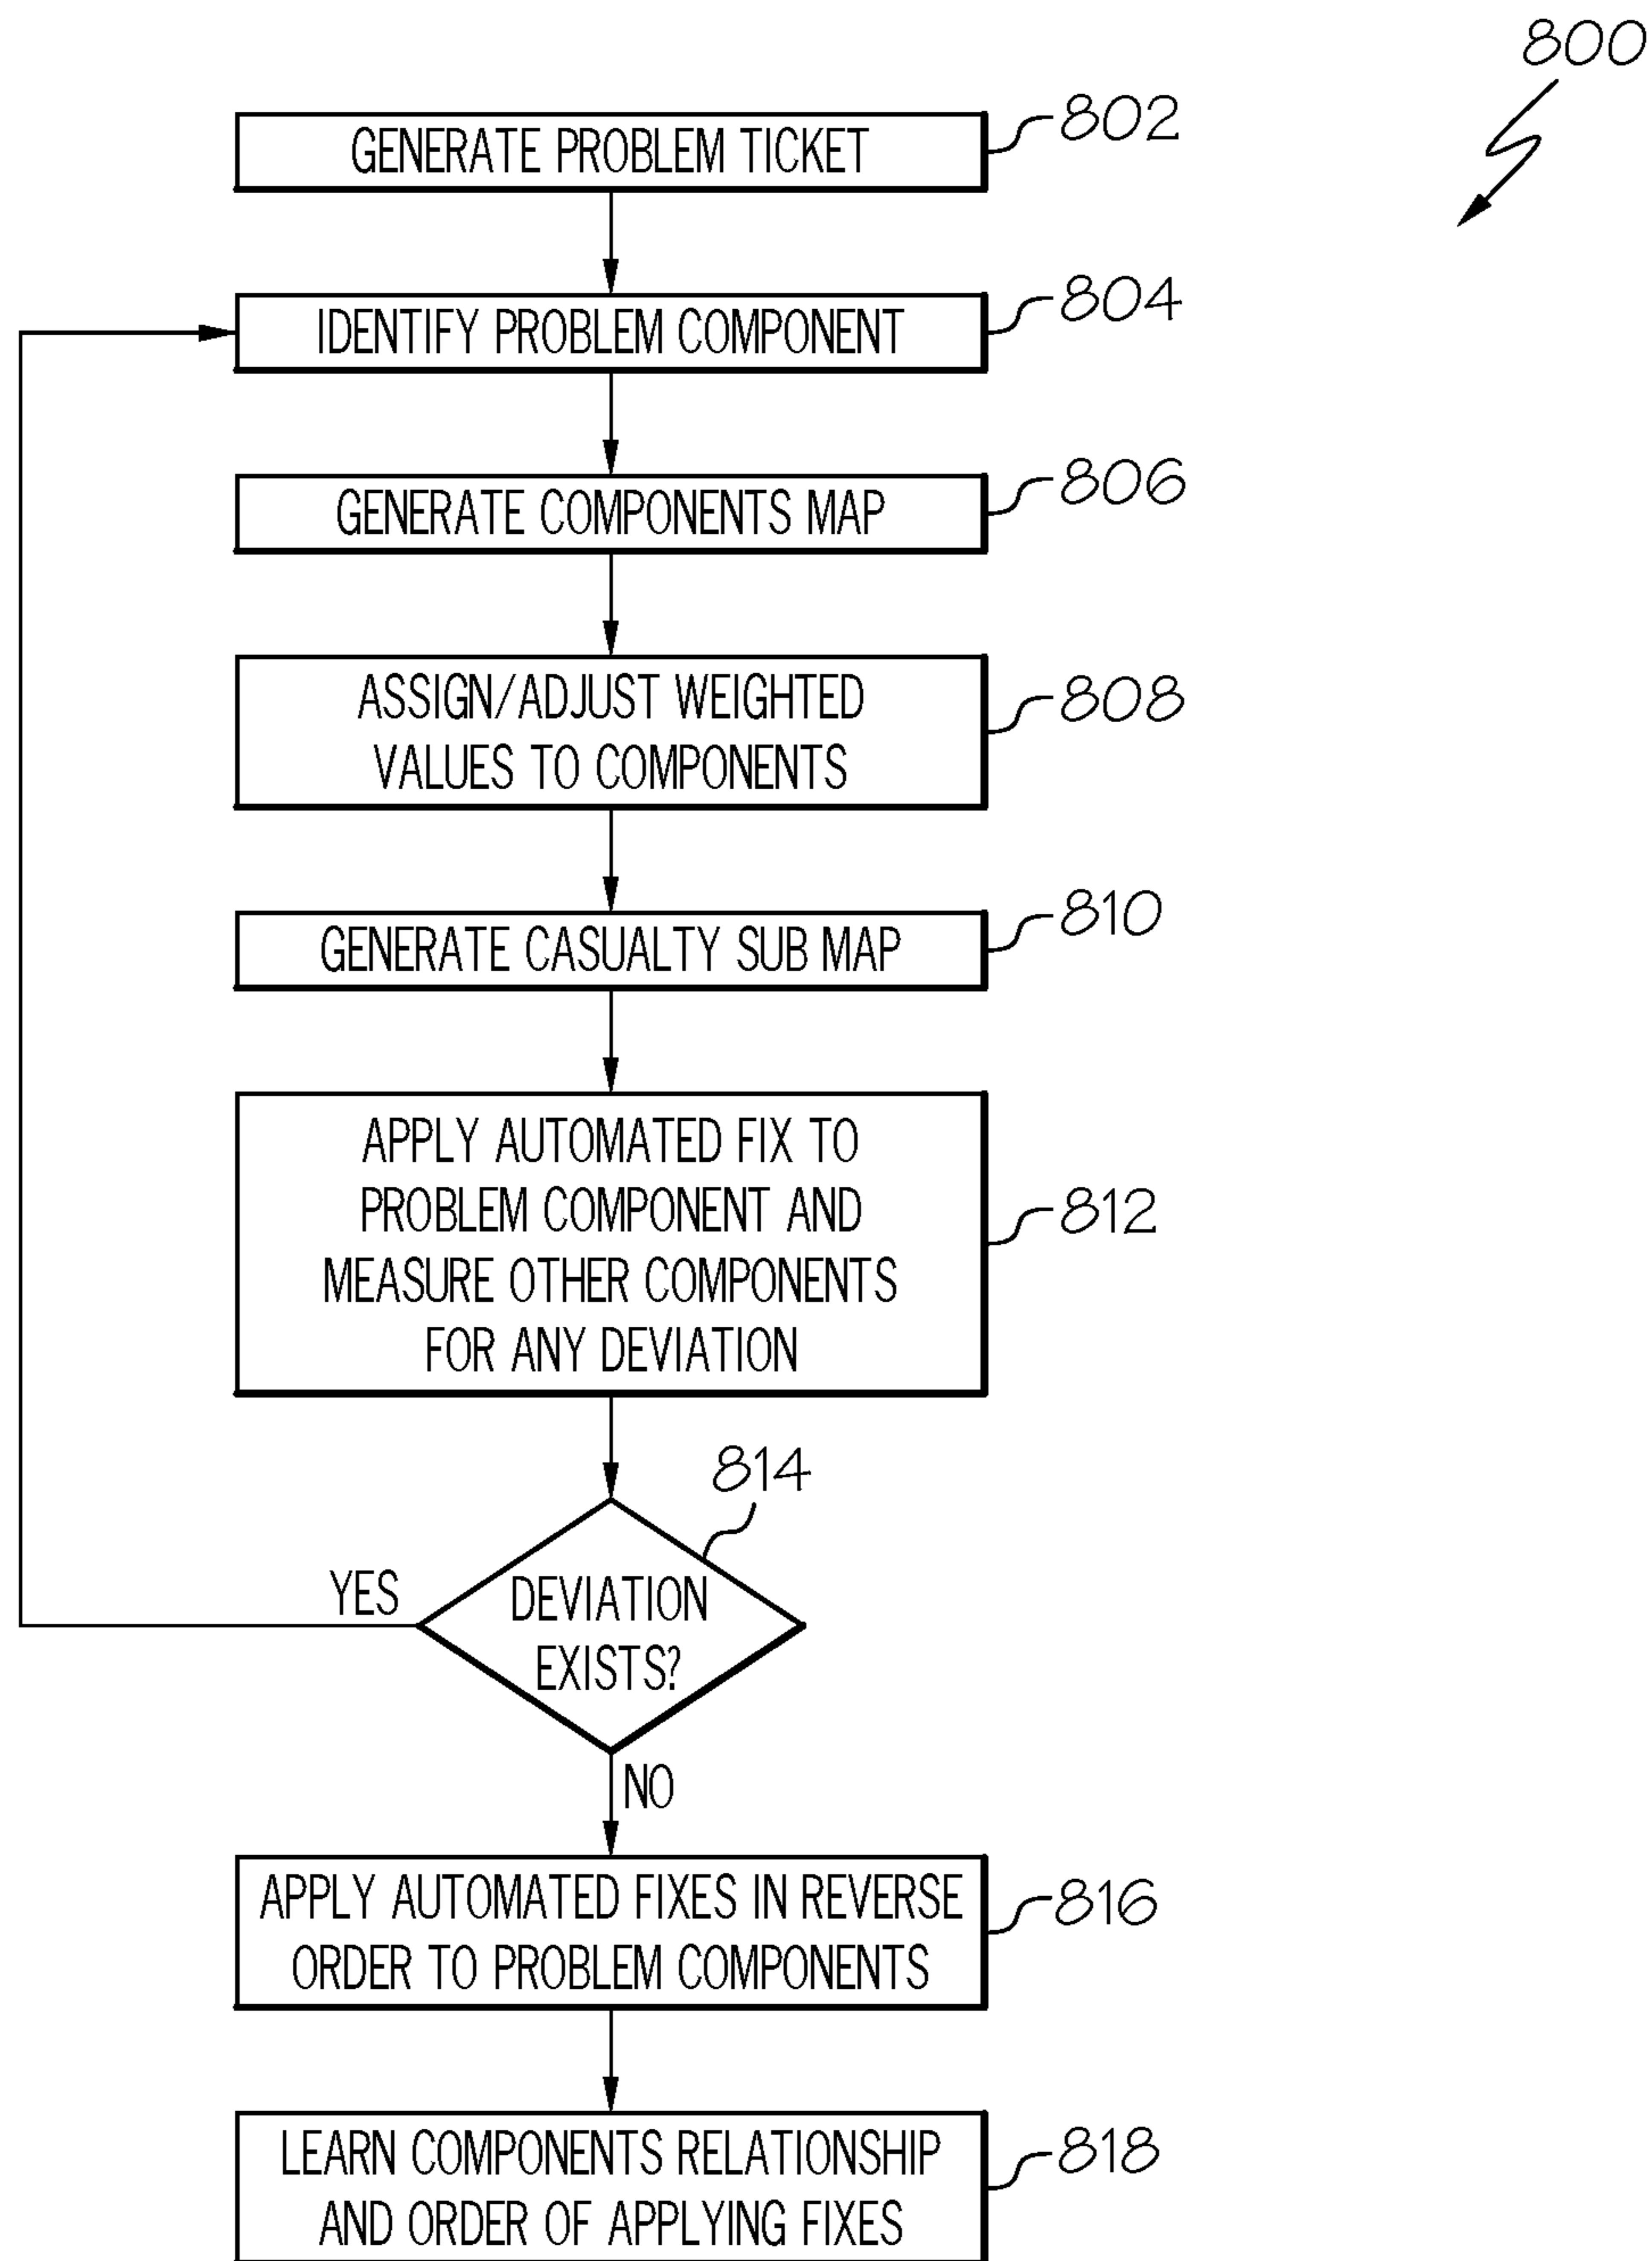 800
GENERATE PROBLEM TICKET
802
IDENTIFY PROBLEM COMPONENT
804
GENERATE COMPONENTS MAP
806
ASSIGN/ADJUST WEIGHTED
VALUES TO COMPONENTS
808
GENERATE CASUALTY SUB MAP
810
APPLY AUTOMATED FIX TO
PROBLEM COMPONENT AND
MEASURE OTHER COMPONENTS
FOR ANY DEVIATION
812
814
DEVIATION
EXISTS?
YES
NO
APPLY AUTOMATED FIXES IN REVERSE
ORDER TO PROBLEM COMPONENTS
816
LEARN COMPONENTS RELATIONSHIP
AND ORDER OF APPLYING FIXES
818